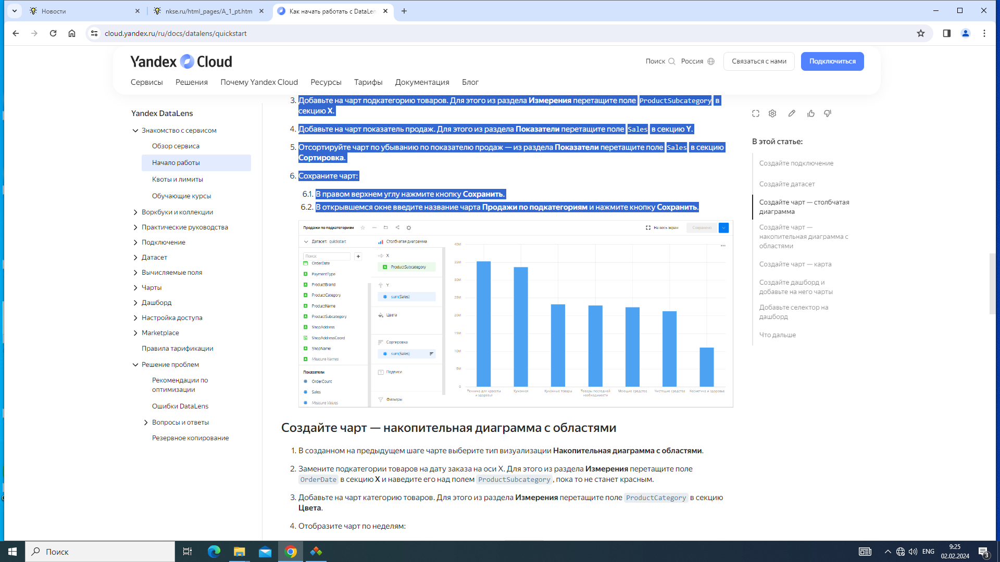 Новости
nkse.ru/html_pages/A_1_pt.htm
Как начать работать с DataLen
cloud.yandex.ru/ru/docs/datalens/quickstart
Yandex Cloud
Поиск
Россия
Связаться с нами
Подключиться
Сервисы
Решения
Почему Yandex Cloud
Ресурсы
Тарифы
Документация
Блог
Yandex DataLens
Знакомство с сервисом
Обзор сервиса
Начало работы
Квоты и лимиты
Обучающие курсы
Воркбуки и коллекции
Практические руководства
Подключение
Датасет
Вычисляемые поля
Чарты
Дашборд
Настройка доступа
Marketplace
Правила тарификации
Решение проблем
Рекомендации по
оптимизации
Ошибки DataLens
Вопросы и ответы
Резервное копирование
3. Добавьте на чарт подкатегорию товаров. Для этого из раздела Измерения перетащите поле ProductSubcategory в
секцию X.
4. Добавьте на чарт показатель продаж. Для этого из раздела Показатели перетащите поле Sales в секцию Y.
5. Отсортируйте чарт по убыванию по показателю продаж — из раздела Показатели перетащите поле Sales в секцию
Сортировка.
6. Сохраните чарт:
6.1. В правом верхнем углу нажмите кнопку Сохранить.
6.2. В открывшемся окне введите название чарта Продажи по подкатегориям и нажмите кнопку Сохранить.
Продажи по подкатегориям
На весь экран
Сохранено
Датасет: quickstart
Поиск
OrderDate
PaymentType
ProductBrand
ProductCategory
ProductName
ProductSubcategory
ShopAddress
ShopAddressCoord
ShopName
Measure Names
Показатели
OrderCount
Sales
Measure Values
Столбчатая диаграмма
X
ProductSubcategory
Y
sum(Sales)
Цвета
Сортировка
sum(Sales)
Подписи
Фильтры
40M
35M
30M
25M
20M
15M
10M
5M
0
Техника для красоты
и здоровья
Кухонная
Кухонные товары
Товары последней
необходимости
Моющие средства
Чистящие средства
Косметика и здоровье
Создайте чарт — накопительная диаграмма с областями
1. В созданном на предыдущем шаге чарте выберите тип визуализации Накопительная диаграмма с областями.
2. Замените подкатегории товаров на дату заказа на оси X. Для этого из раздела Измерения перетащите поле
OrderDate в секцию X и наведите его над полем ProductSubcategory, пока то не станет красным.
3. Добавьте на чарт категорию товаров. Для этого из раздела Измерения перетащите поле ProductCategory в секцию
Цвета.
4. Отобразите чарт по неделям:
В этой статье:
Создайте подключение
Создайте датасет
Создайте чарт — столбчатая
диаграмма
Создайте чарт —
накопительная диаграмма с
областями
Создайте чарт — карта
Создайте дашборд и
добавьте на него чарты
Добавьте селектор на
дашборд
Что дальше
Поиск
ENG
9:25
02.02.2024
3